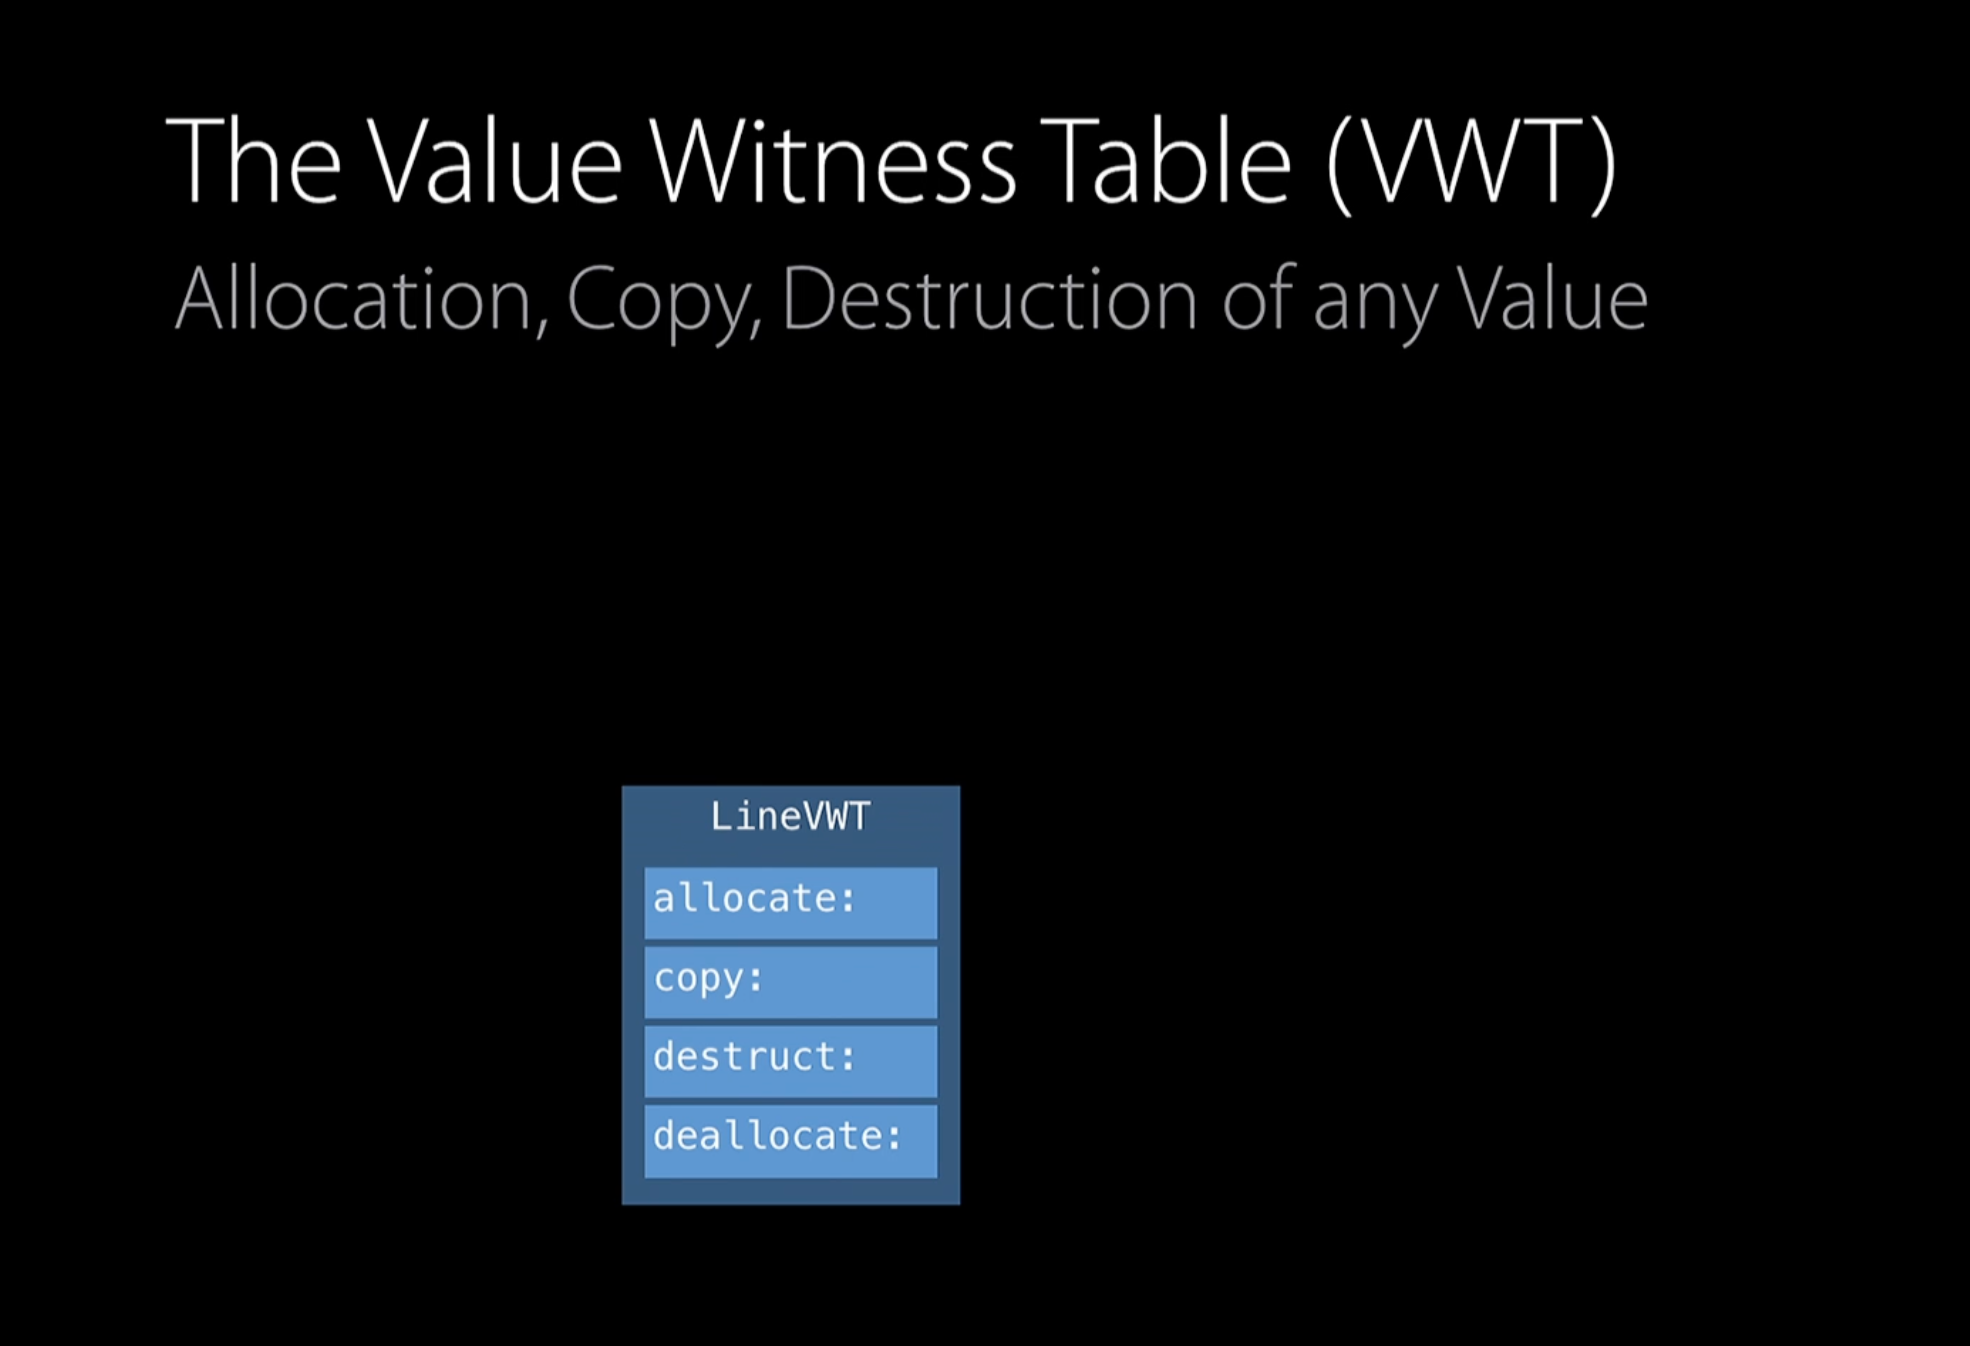 The Value Witness Table (VWT)
Allocation, Copy, Destruction of any Value
LineVWT
allocate:
copy:
destruct:
deallocate: